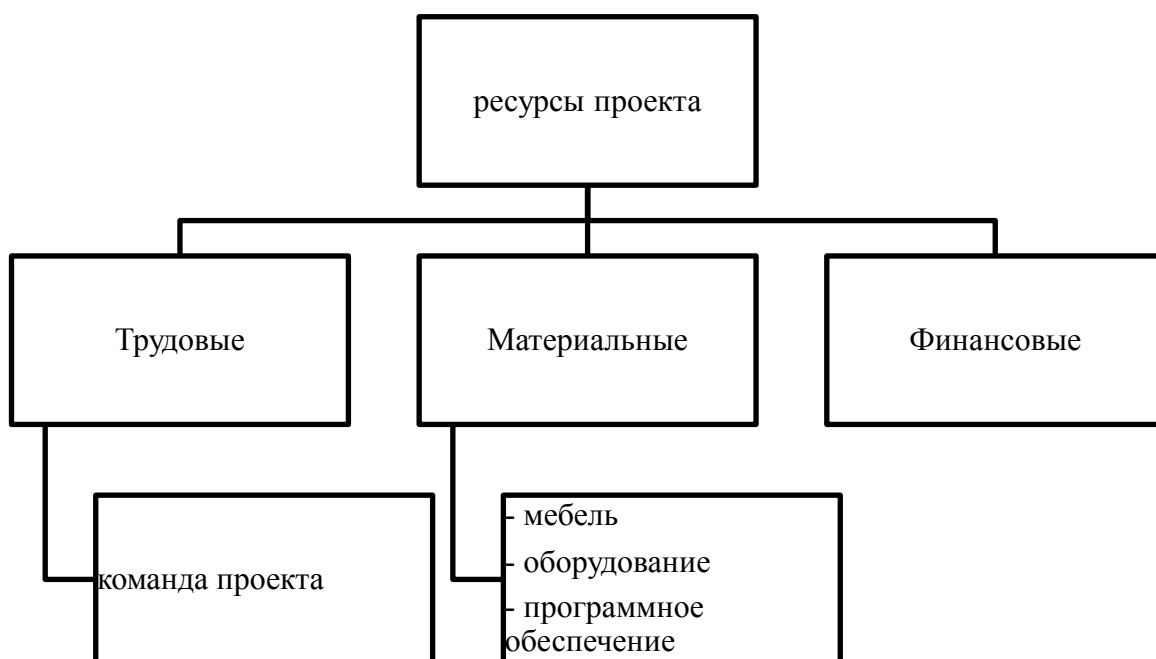 ресурсы проекта
Трудовые
Материальные
Финансовые
команда проекта
- мебель
- оборудование
- программное
обеспечение